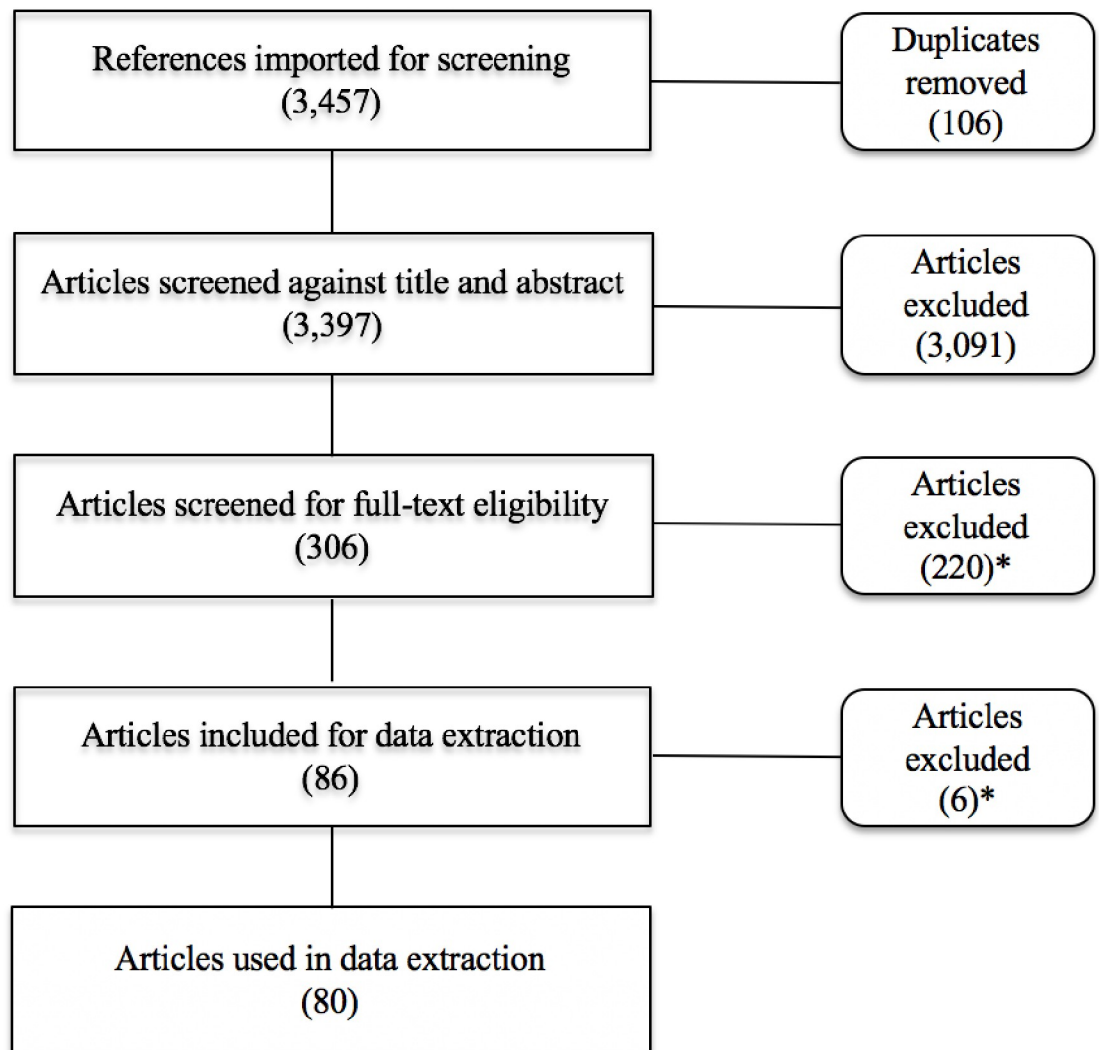 References imported for screening
(3,457)
Duplicates
removed
(106)
Articles screened against title and abstract
(3,397)
Articles
excluded
(3,091)
Articles screened for full-text eligibility
(306)
Articles
excluded
(220)*
Articles included for data extraction
(86)
Articles
excluded
(6)*
Articles used in data extraction
(80)